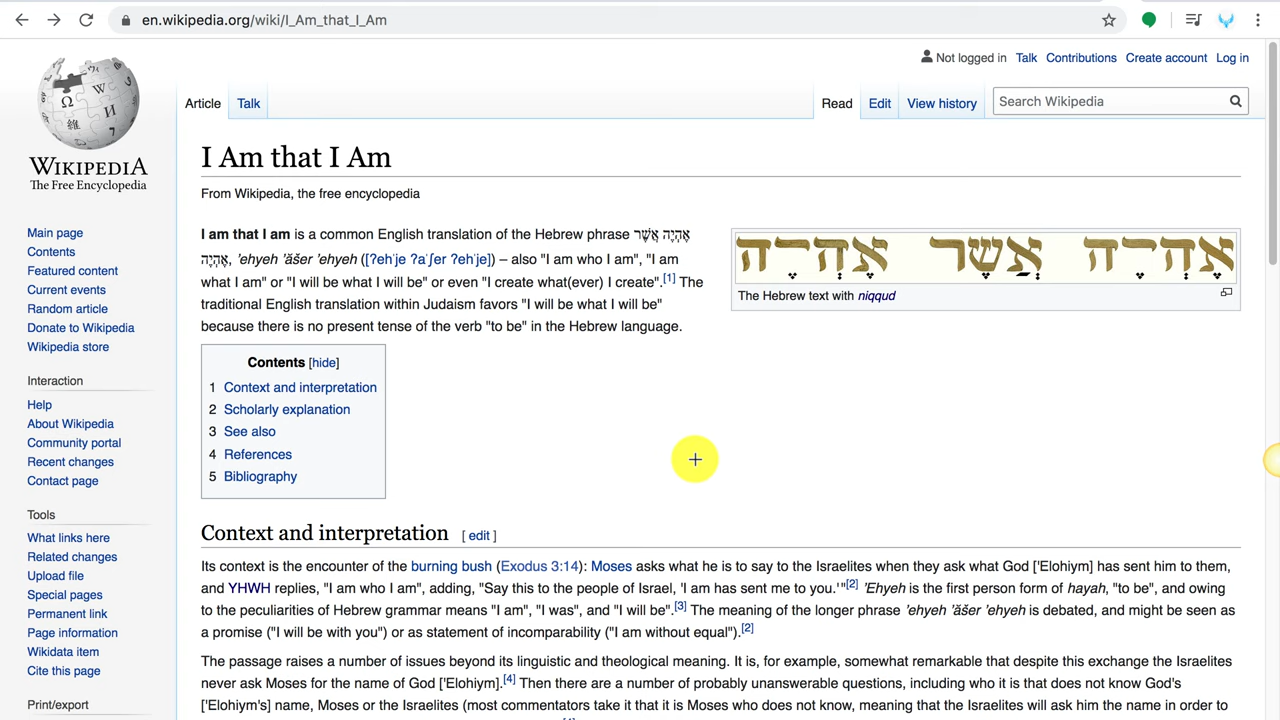 en.wikipedia.org/wiki/I_Am_that_I_Am
Not logged in Talk Contributions Create account Log in
Article Talk Read Edit View history Search Wikipedia
WIKIPEDIA
The Free Encyclopedia
Main page
Contents
Featured content
Current events
Random article
Donate to Wikipedia
Wikipedia store
Interaction
Help
About Wikipedia
Community portal
Recent changes
Contact page
Tools
What links here
Related changes
Upload file
Special pages
Permanent link
Page information
Wikidata item
Cite this page
Print/export
I Am that I Am
From Wikipedia, the free encyclopedia
I am that I am is a common English translation of the Hebrew phrase אֶהְיֶה אֲשֶׁר
אֶהְיֶה, 'ehyeh 'ăšer 'ehyeh ([ʔehˈje ʔaˈʃer ʔehˈje]) – also "I am who I am", "I am
what I am" or "I will be what I will be" or even "I create what(ever) I create".[1] The
traditional English translation within Judaism favors "I will be what I will be"
because there is no present tense of the verb "to be" in the Hebrew language.
אֶהְיֶה אֲשֶׁר אֶהְיֶה
The Hebrew text with niqqud
Contents [hide]
1 Context and interpretation
2 Scholarly explanation
3 See also
4 References
5 Bibliography
Context and interpretation [ edit ]
Its context is the encounter of the burning bush (Exodus 3:14): Moses asks what he is to say to the Israelites when they ask what God ['Elohiym] has sent him to them,
and YHWH replies, "I am who I am", adding, "Say this to the people of Israel, 'I am has sent me to you.'"[2] 'Ehyeh is the first person form of hayah, "to be", and owing
to the peculiarities of Hebrew grammar means "I am", "I was", and "I will be".[3] The meaning of the longer phrase 'ehyeh 'ăšer 'ehyeh is debated, and might be seen as
a promise ("I will be with you") or as statement of incomparability ("I am without equal").[2]
The passage raises a number of issues beyond its linguistic and theological meaning. It is, for example, somewhat remarkable that despite this exchange the Israelites
never ask Moses for the name of God ['Elohiym].[4] Then there are a number of probably unanswerable questions, including who it is that does not know God's
['Elohiym's] name, Moses or the Israelites (most commentators take it that it is Moses who does not know, meaning that the Israelites will ask him the name in order to